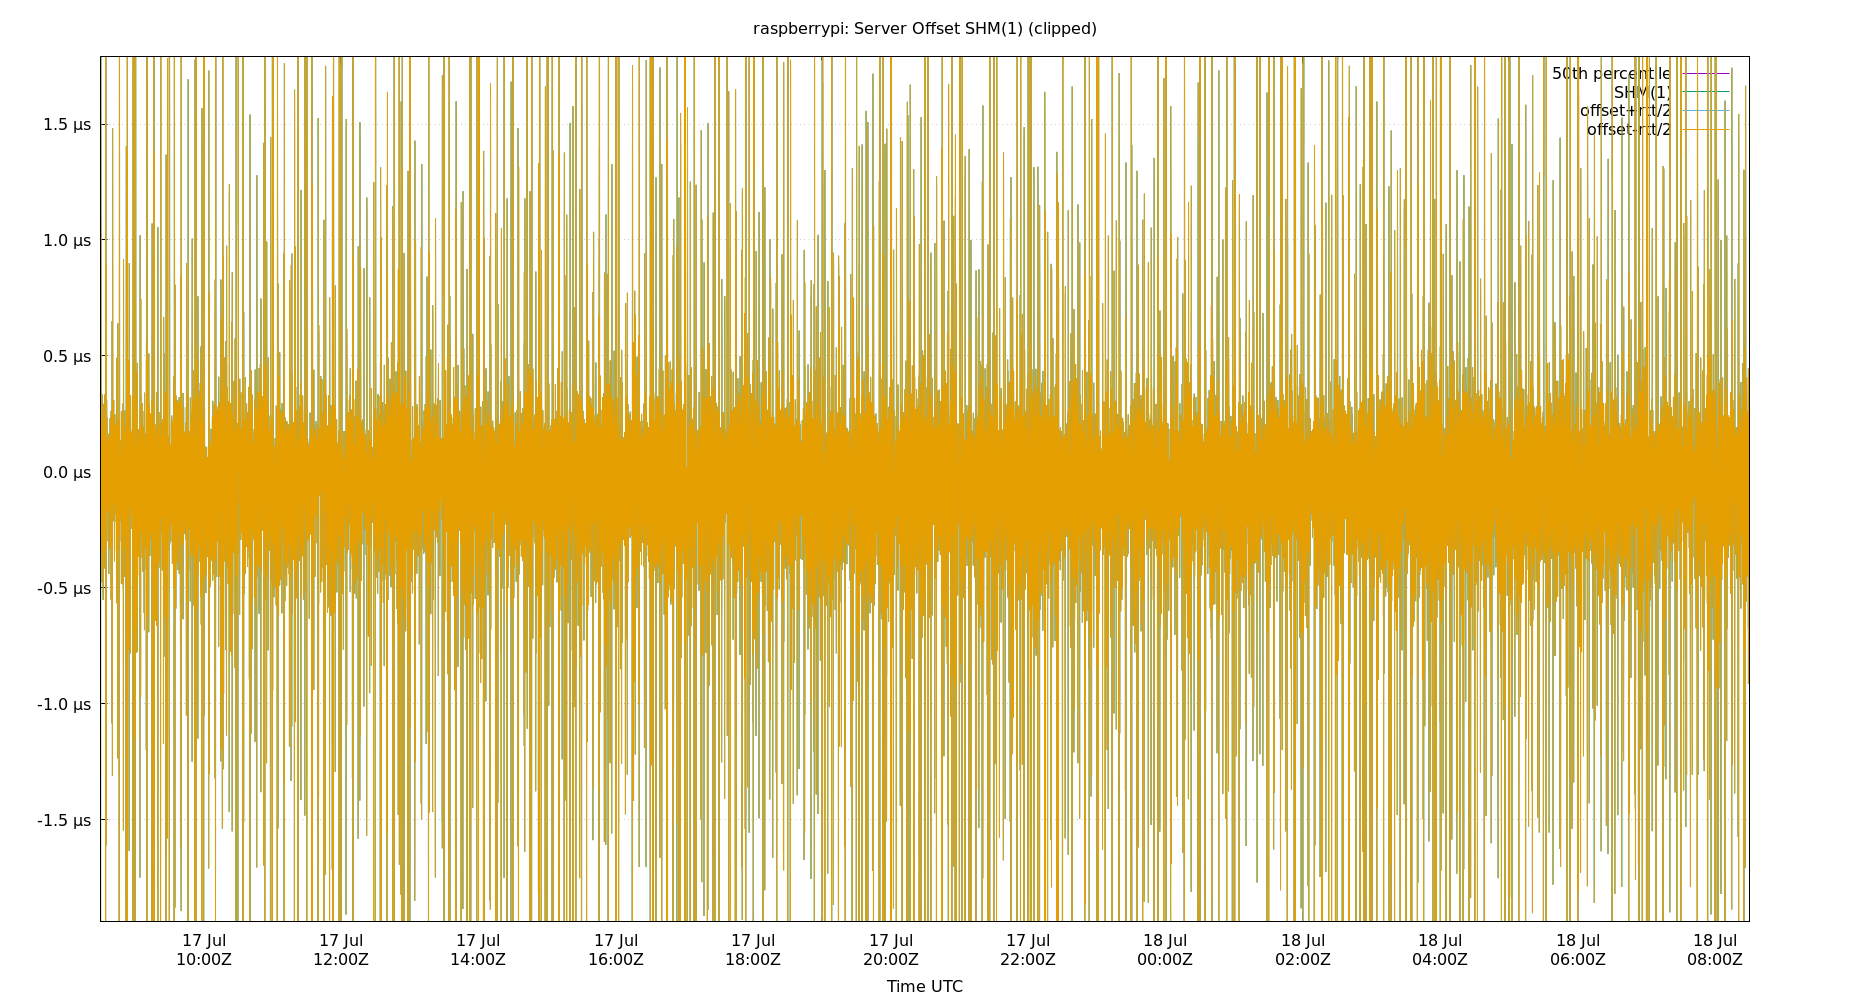 raspberrypi: Server Offset SHM(1) (clipped)
50th percentile
SHM(1)
offset+rtt/2
offset-rtt/2
1.5 µs
1.0 µs
0.5 µs
0.0 µs
-0.5 µs
-1.0 µs
-1.5 µs
17 Jul 17 Jul 17 Jul 17 Jul 17 Jul 17 Jul 17 Jul 18 Jul 18 Jul 18 Jul 18 Jul 18 Jul
10:00Z 12:00Z 14:00Z 16:00Z 18:00Z 20:00Z 22:00Z 00:00Z 02:00Z 04:00Z 06:00Z 08:00Z
Time UTC